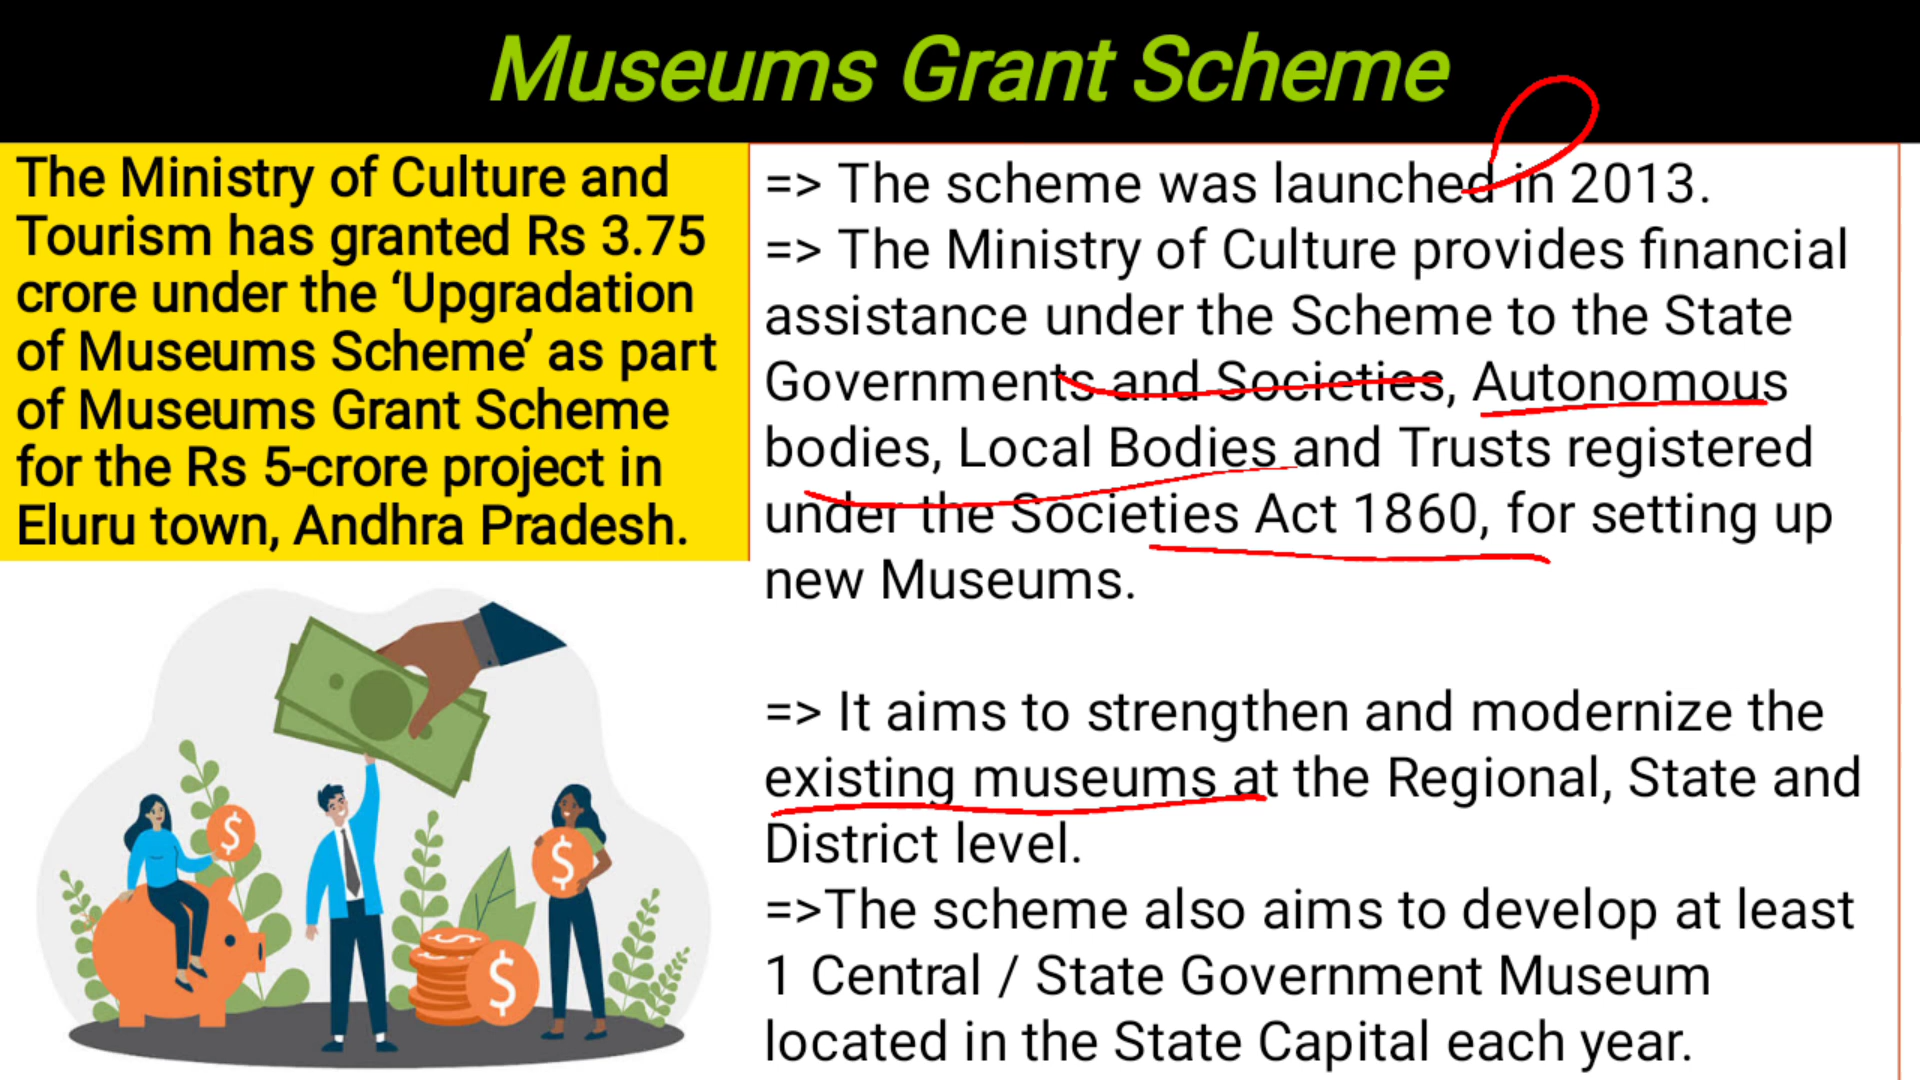 Museums Grant Scheme
The Ministry of Culture and
Tourism has granted Rs 3.75
crore under the ‘Upgradation
of Museums Scheme’ as part
of Museums Grant Scheme
for the Rs 5-crore project in
Eluru town, Andhra Pradesh.
=> The scheme was launched in 2013.
=> The Ministry of Culture provides financial
assistance under the Scheme to the State
Governments and Societies, Autonomous
bodies, Local Bodies and Trusts registered
under the Societies Act 1860, for setting up
new Museums.
=> It aims to strengthen and modernize the
existing museums at the Regional, State and
District level.
=>The scheme also aims to develop at least
1 Central / State Government Museum
located in the State Capital each year.
$
$
$
$